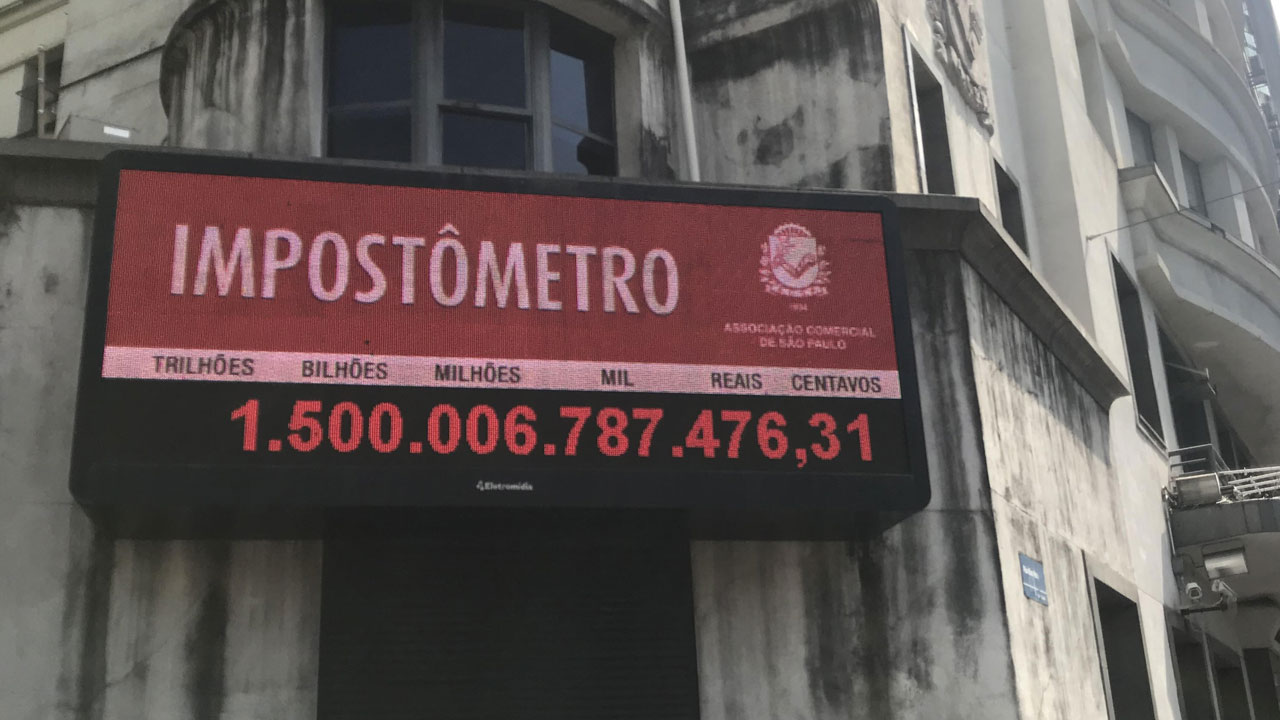 IMPOSTÔMETRO
1894
ASSOCIAÇÃO COMERCIAL
DE SÃO PAULO
TRILHÕES BILHÕES MILHÕES MIL REAIS CENTAVOS
1.500.006.787.476,31
Eletromidia